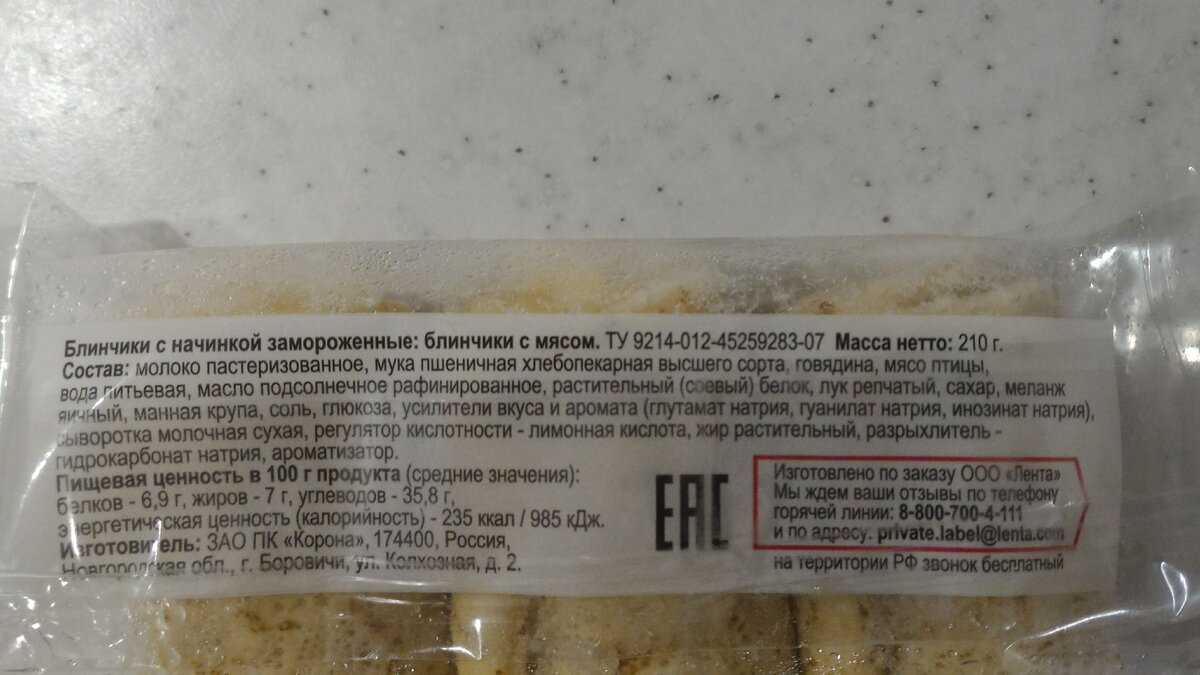 Блинчики с начинкой замороженные: блинчики с мясом. ТУ 9214-012-45259283-07 Масса нетто: 210 г.
Состав: молоко пастеризованное, мука пшеничная хлебопекарная высшего сорта, говядина, мясо птицы,
вода питьевая, масло подсолнечное рафинированное, растительный (соевый) белок, лук репчатый, сахар, меланж
яичный, манная крупа, соль, глюкоза, усилители вкуса и аромата (глутамат натрия, гуанилат натрия, инозинат натрия),
сыворотка молочная сухая, регулятор кислотности - лимонная кислота, жир растительный, разрыхлитель -
гидрокарбонат натрия, ароматизатор.
Пищевая ценность в 100 г продукта (средние значения):
белков - 6,9 г, жиров - 7 г, углеводов - 35,8 г,
энергетическая ценность (калорийность) - 235 ккал / 985 кДж.
Изготовитель: ЗАО ПК «Корона», 174400, Россия,
Новгородская обл., г. Боровичи, ул. Колхозная, д. 2.
ЕАС
Изготовлено по заказу ООО «Лента»
Мы ждем ваши отзывы по телефону
горячей линии: 8-800-700-4-111
и по адресу: private.label@lenta.com
на территории РФ звонок бесплатный